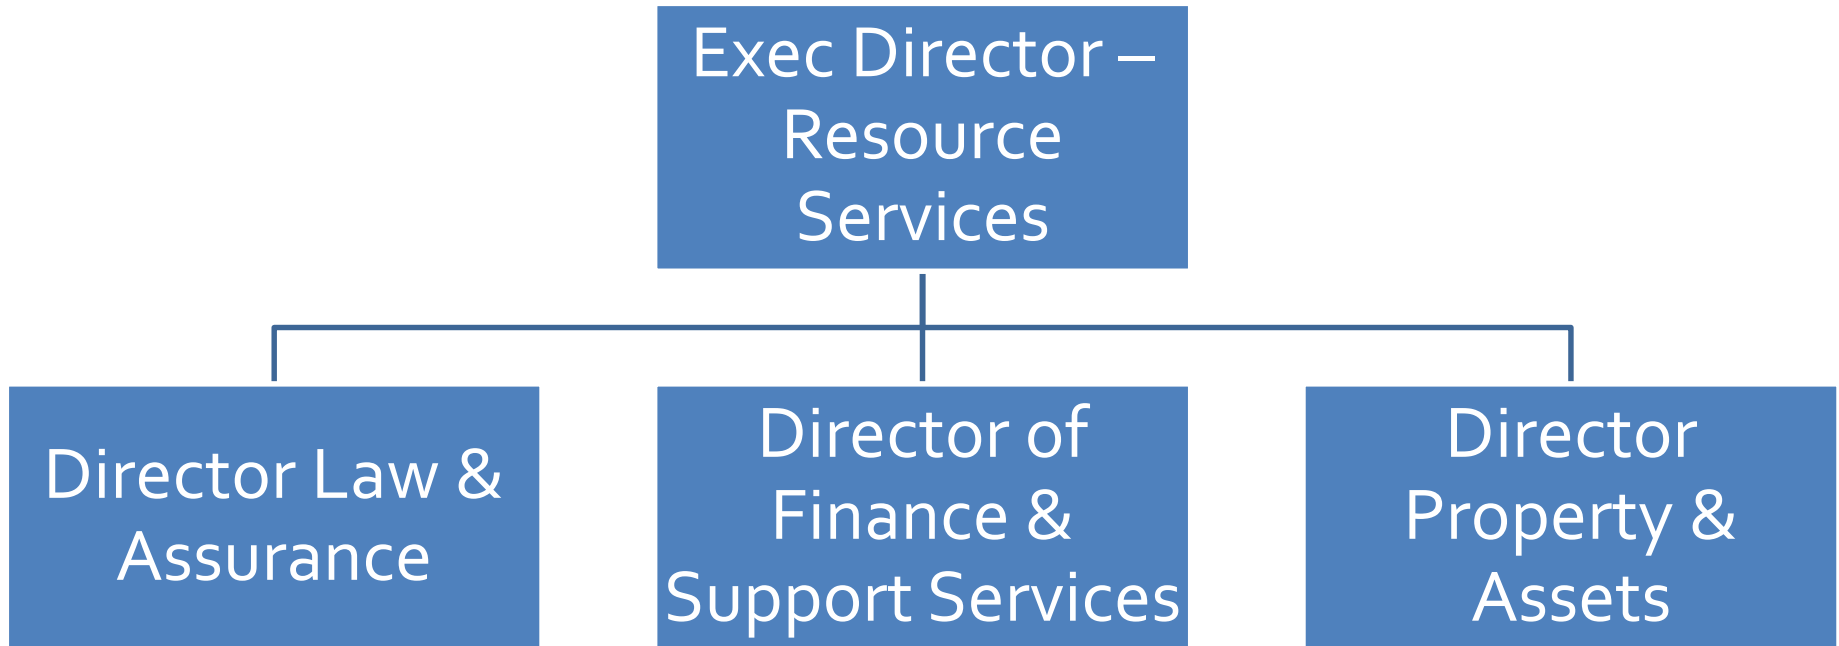 Exec Director –
Resource
Services
Director Law &
Assurance
Director of
Finance &
Support Services
Director
Property &
Assets